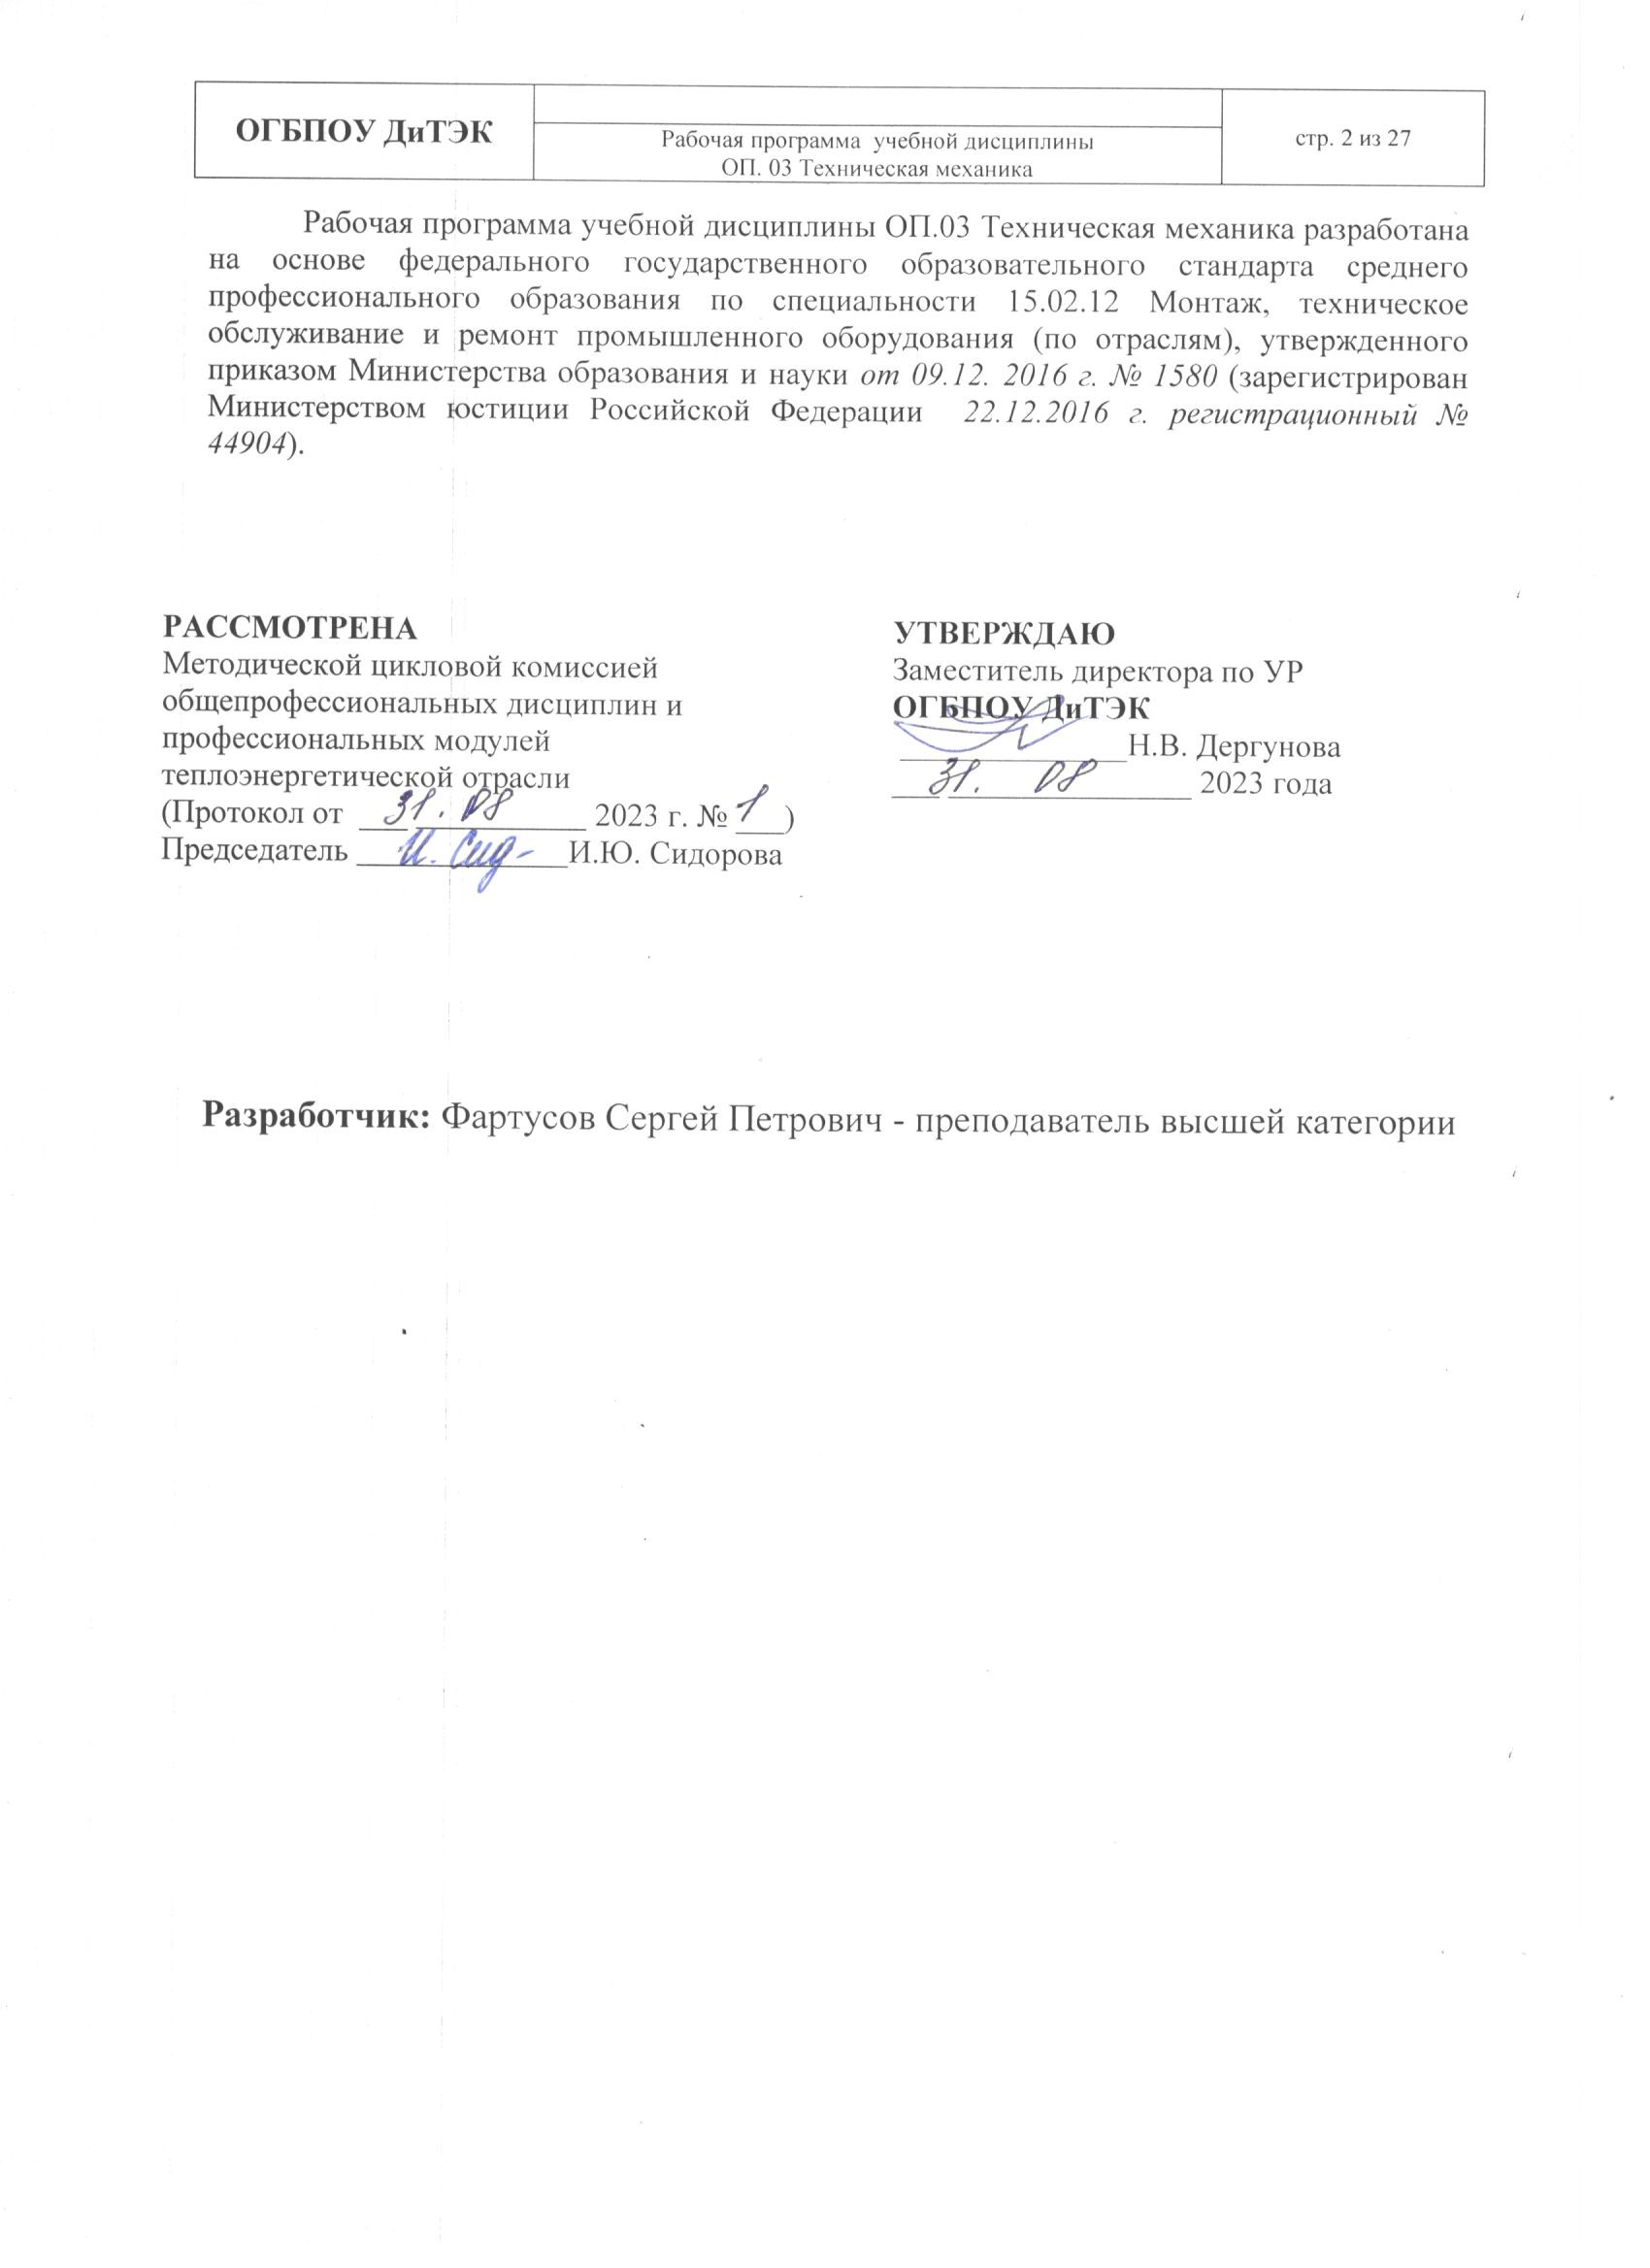 ОГБПОУ ДиТЭК
Рабочая программа учебной дисциплины
ОП. 03 Техническая механика
стр. 2 из 27
Рабочая программа учебной дисциплины ОП.03 Техническая механика разработана
на основе федерального государственного образовательного стандарта среднего
профессионального образования по специальности 15.02.12 Монтаж, техническое
обслуживание и ремонт промышленного оборудования (по отраслям), утвержденного
приказом Министерства образования и науки от 09.12. 2016 г. № 1580 (зарегистрирован
Министерством юстиции Российской Федерации 22.12.2016 г. регистрационный №
44904).
РАССМОТРЕНА
Методической цикловой комиссией
общепрофессиональных дисциплин и
профессиональных модулей
теплоэнергетической отрасли
(Протокол от 31. 08 2023 г. № 1)
Председатель И. Сид- И.Ю. Сидорова
УТВЕРЖДАЮ
Заместитель директора по УР
ОГБПОУ ДиТЭК
Н.В. Дергунова
31. 08 2023 года
Разработчик: Фартусов Сергей Петрович - преподаватель высшей категории